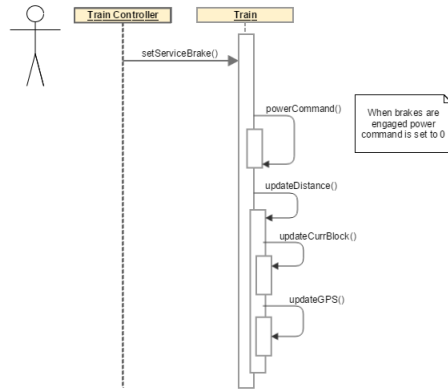 Train Controller
Train
setServiceBrake()
powerCommand()
When brakes are
engaged power
command is set to 0
updateDistance()
updateCurrBlock()
updateGPS()